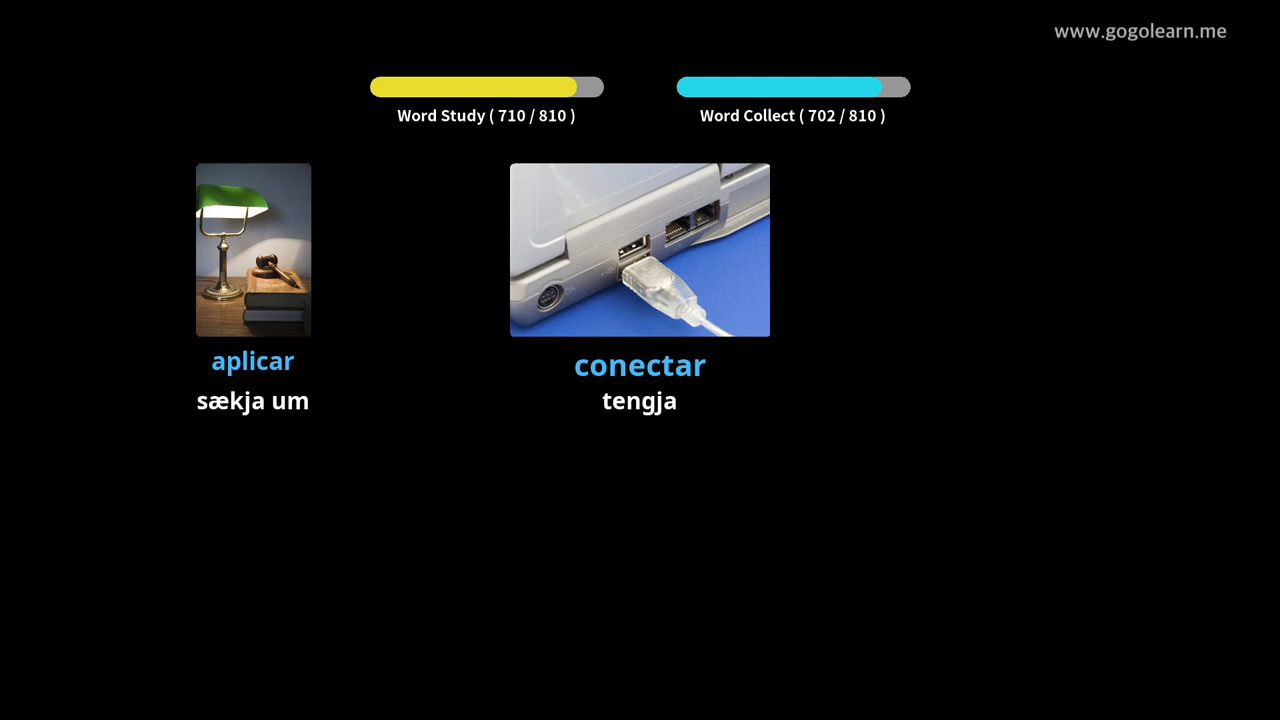 www.gogolearn.me
Word Study ( 710 / 810 )
Word Collect ( 702 / 810 )
aplicar
sækja um
conectar
tengja